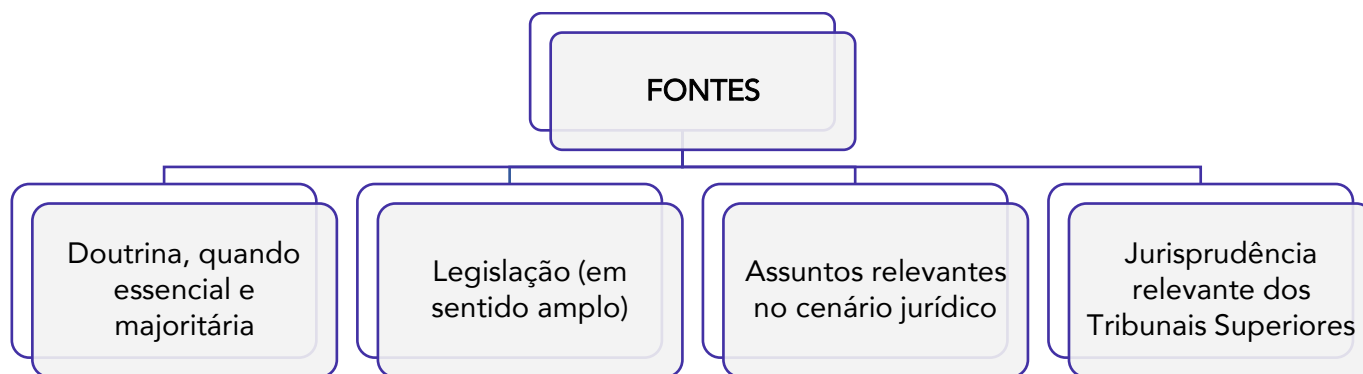 FONTES
Doutrina, quando
essencial e
majoritária
Legislação (em
sentido amplo)
Assuntos relevantes
no cenário jurídico
Jurisprudência
relevante dos
Tribunais Superiores